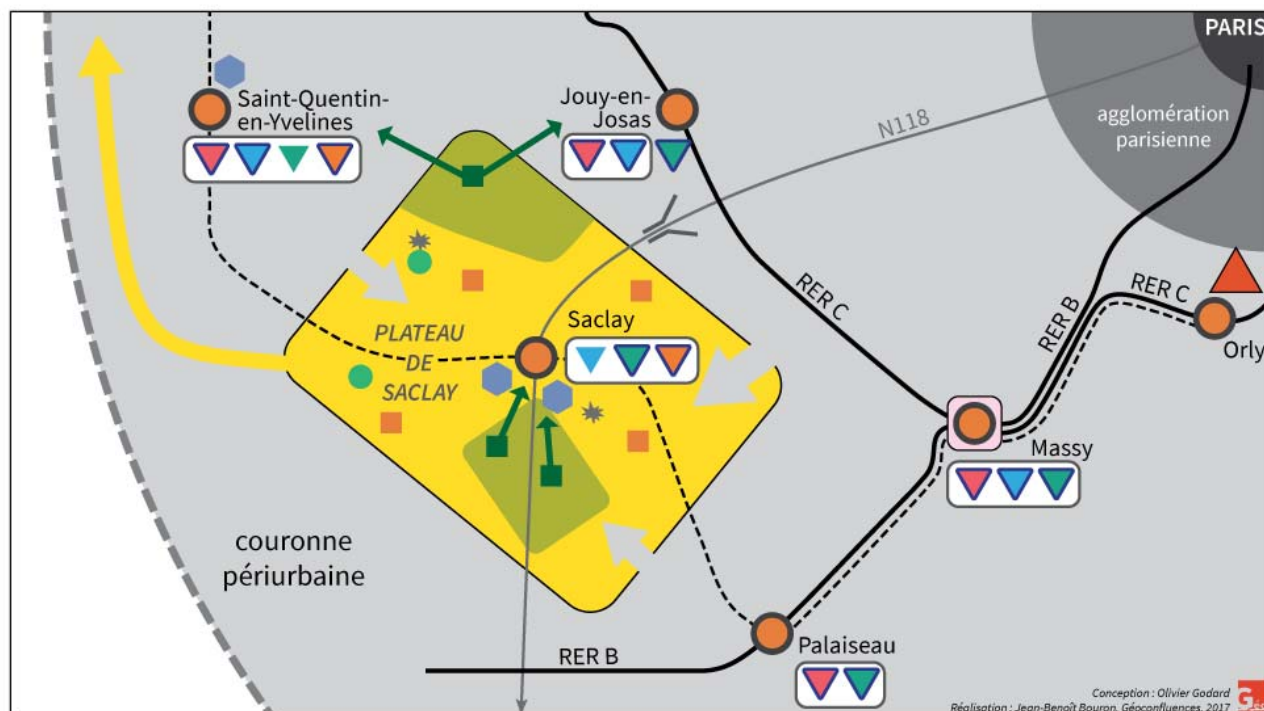 PARIS
agglomération
parisienne
N118
Saint-Quentin-
en-Yvelines
Jouy-en-
Josas
RER C
RER B
RER C
Orly
Saclay
PLATEAU
DE
SACLAY
Massy
couronne
périurbaine
Palaiseau
RER B
Conception : Olivier Godard
Réalisation : Jean-Benoît Bouron, Géoconfluences, 2017